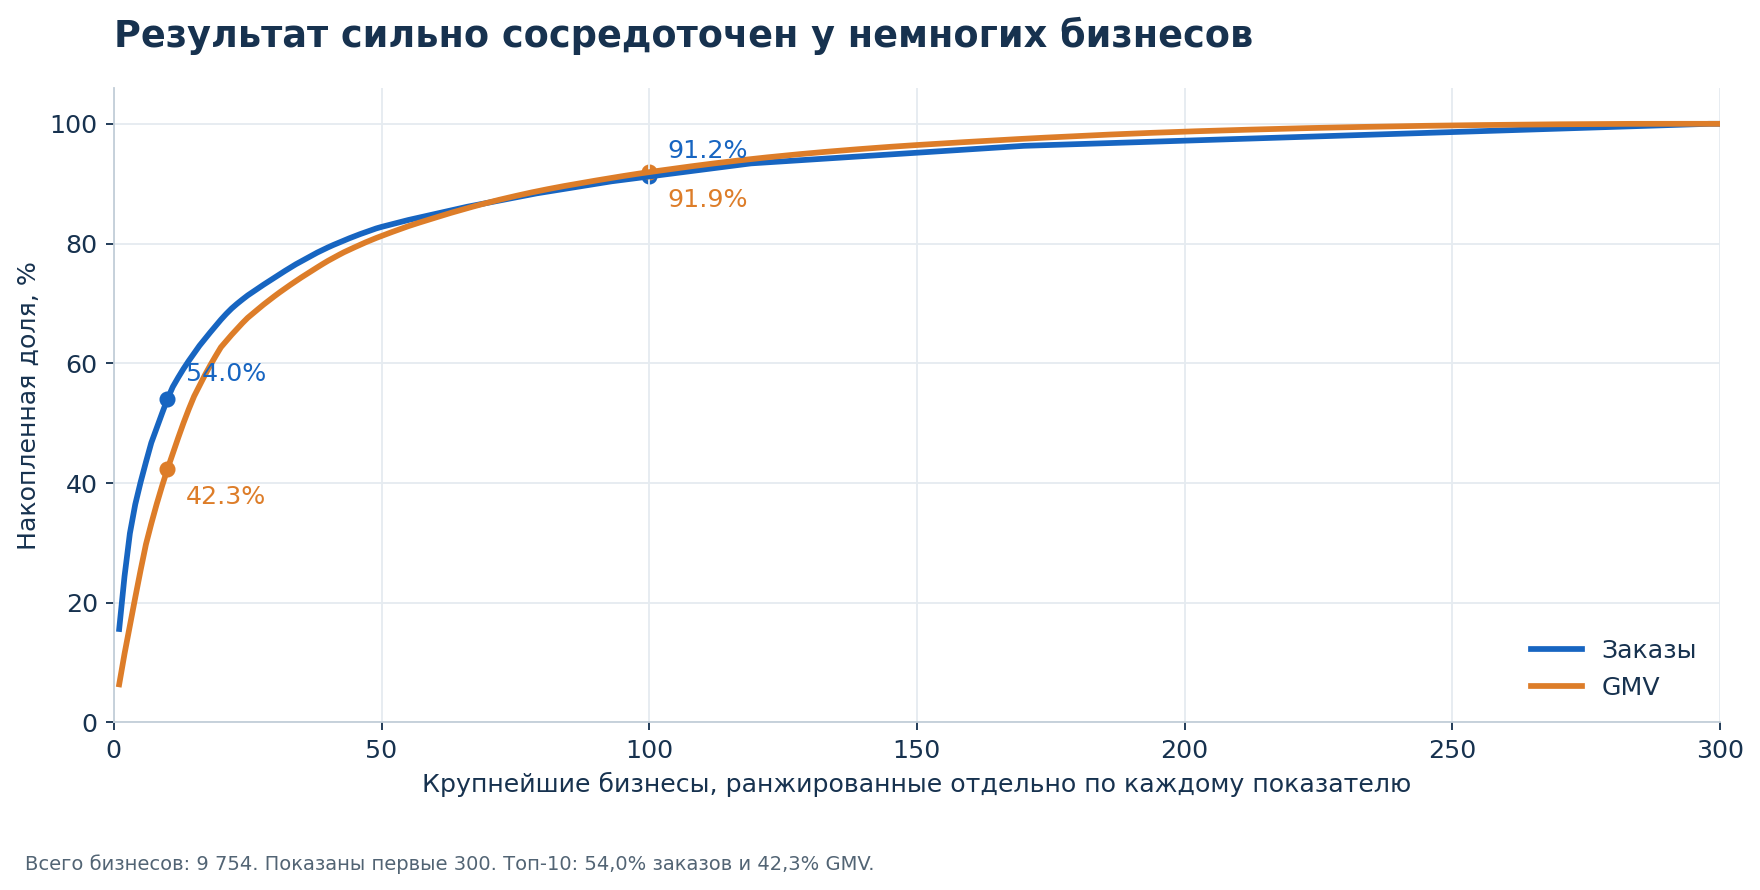 Результат сильно сосредоточен у немногих бизнесов
Накопленная доля, %
100
80
60
40
20
0
91.2%
91.9%
54.0%
42.3%
Заказы
GMV
0 50 100 150 200 250 300
Крупнейшие бизнесы, ранжированные отдельно по каждому показателю
Всего бизнесов: 9 754. Показаны первые 300. Топ-10: 54,0% заказов и 42,3% GMV.